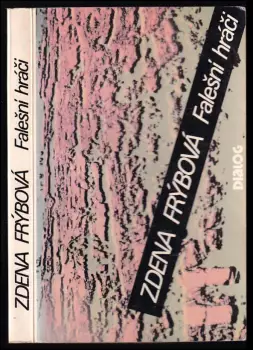 ZDENA FRÝBOVÁ Falešní hráči
ZDENA FRÝBOVÁ Falešní hráči
DIALOG